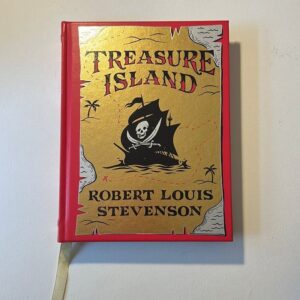 TREASURE
ISLAND
ROBERT LOUIS
STEVENSON